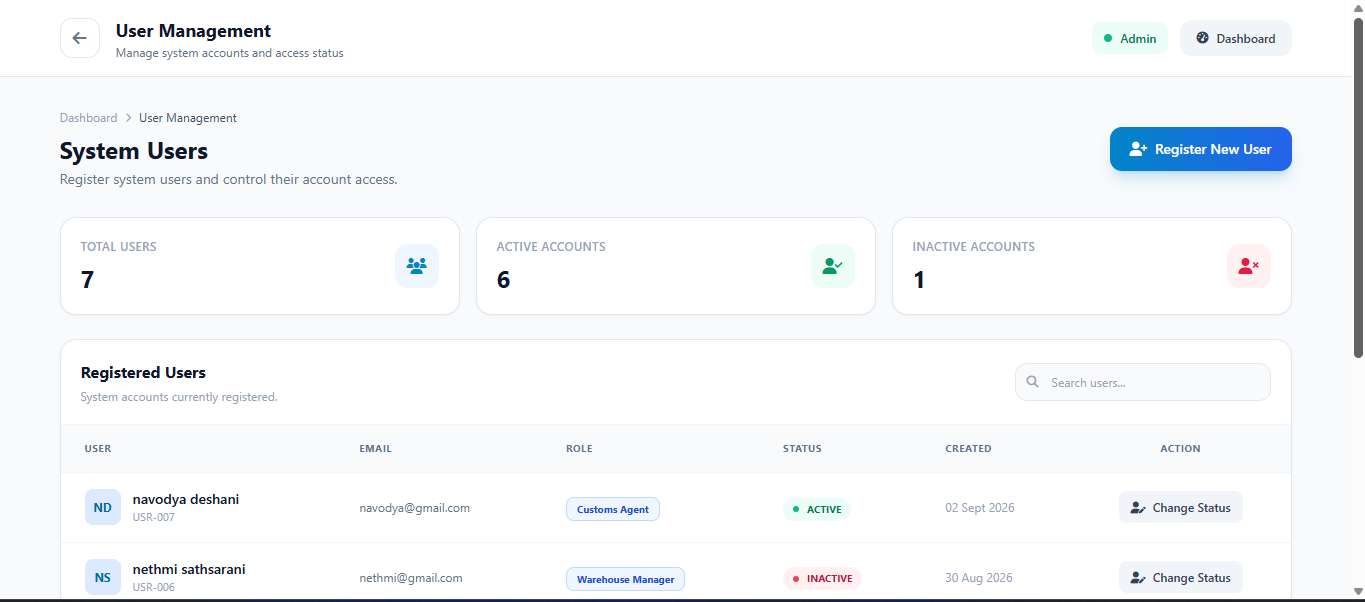 User Management
Manage system accounts and access status
Admin
Dashboard
Dashboard > User Management
System Users
Register system users and control their account access.
Register New User
TOTAL USERS
7
ACTIVE ACCOUNTS
6
INACTIVE ACCOUNTS
1
Registered Users
System accounts currently registered.
Search users...
USER EMAIL ROLE STATUS CREATED ACTION
ND navodya deshani navodya@gmail.com Customs Agent ACTIVE 02 Sept 2026 Change Status
USR-007
NS nethmi sathsarani nethmi@gmail.com Warehouse Manager INACTIVE 30 Aug 2026 Change Status
USR-006